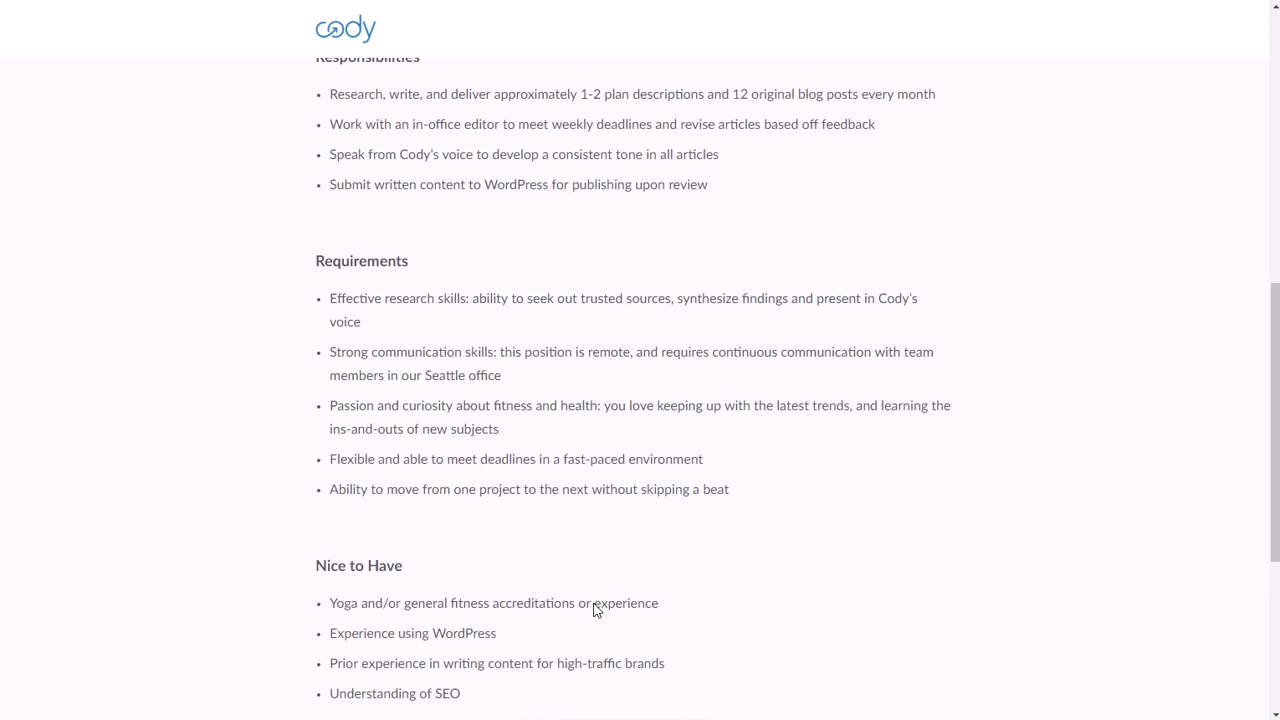 cody
Responsibilities
• Research, write, and deliver approximately 1-2 plan descriptions and 12 original blog posts every month
• Work with an in-office editor to meet weekly deadlines and revise articles based off feedback
• Speak from Cody's voice to develop a consistent tone in all articles
• Submit written content to WordPress for publishing upon review
Requirements
• Effective research skills: ability to seek out trusted sources, synthesize findings and present in Cody's
voice
• Strong communication skills: this position is remote, and requires continuous communication with team
members in our Seattle office
• Passion and curiosity about fitness and health: you love keeping up with the latest trends, and learning the
ins-and-outs of new subjects
• Flexible and able to meet deadlines in a fast-paced environment
• Ability to move from one project to the next without skipping a beat
Nice to Have
• Yoga and/or general fitness accreditations or experience
• Experience using WordPress
• Prior experience in writing content for high-traffic brands
• Understanding of SEO